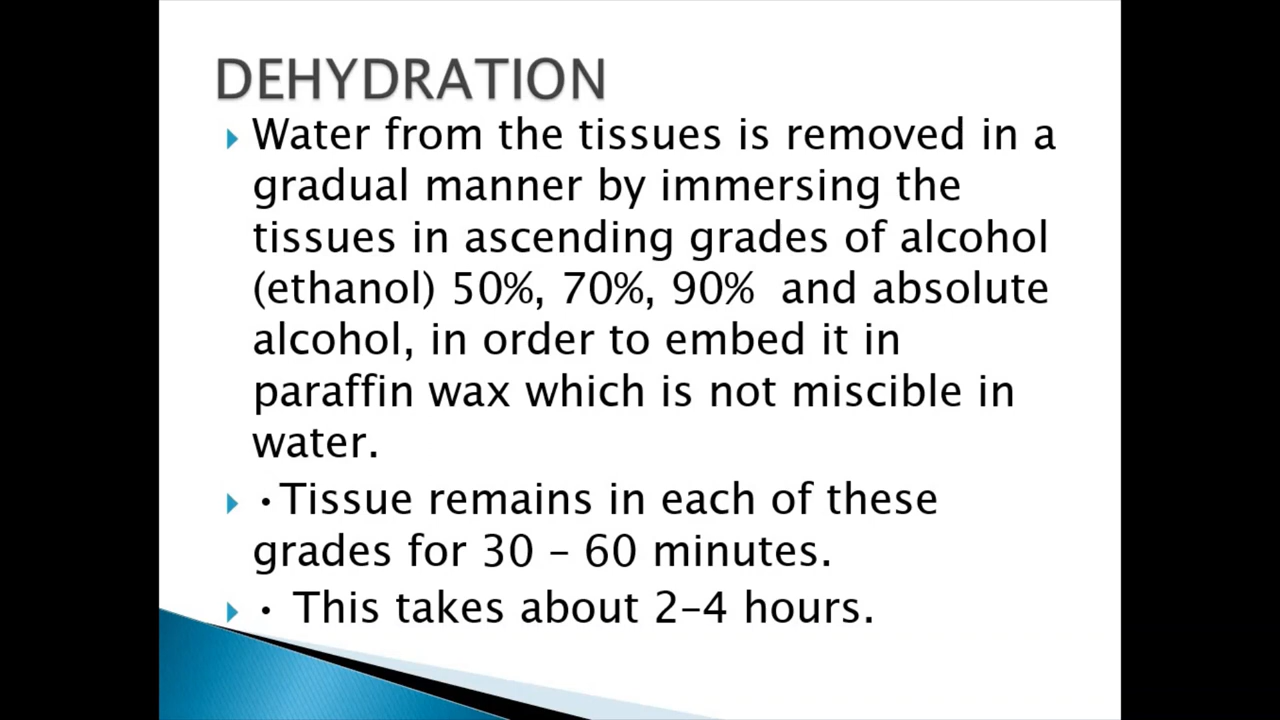 DEHYDRATION
Water from the tissues is removed in a
gradual manner by immersing the
tissues in ascending grades of alcohol
(ethanol) 50%, 70%, 90%  and absolute
alcohol, in order to embed it in
paraffin wax which is not miscible in
water.
•Tissue remains in each of these
grades for 30 – 60 minutes.
• This takes about 2–4 hours.